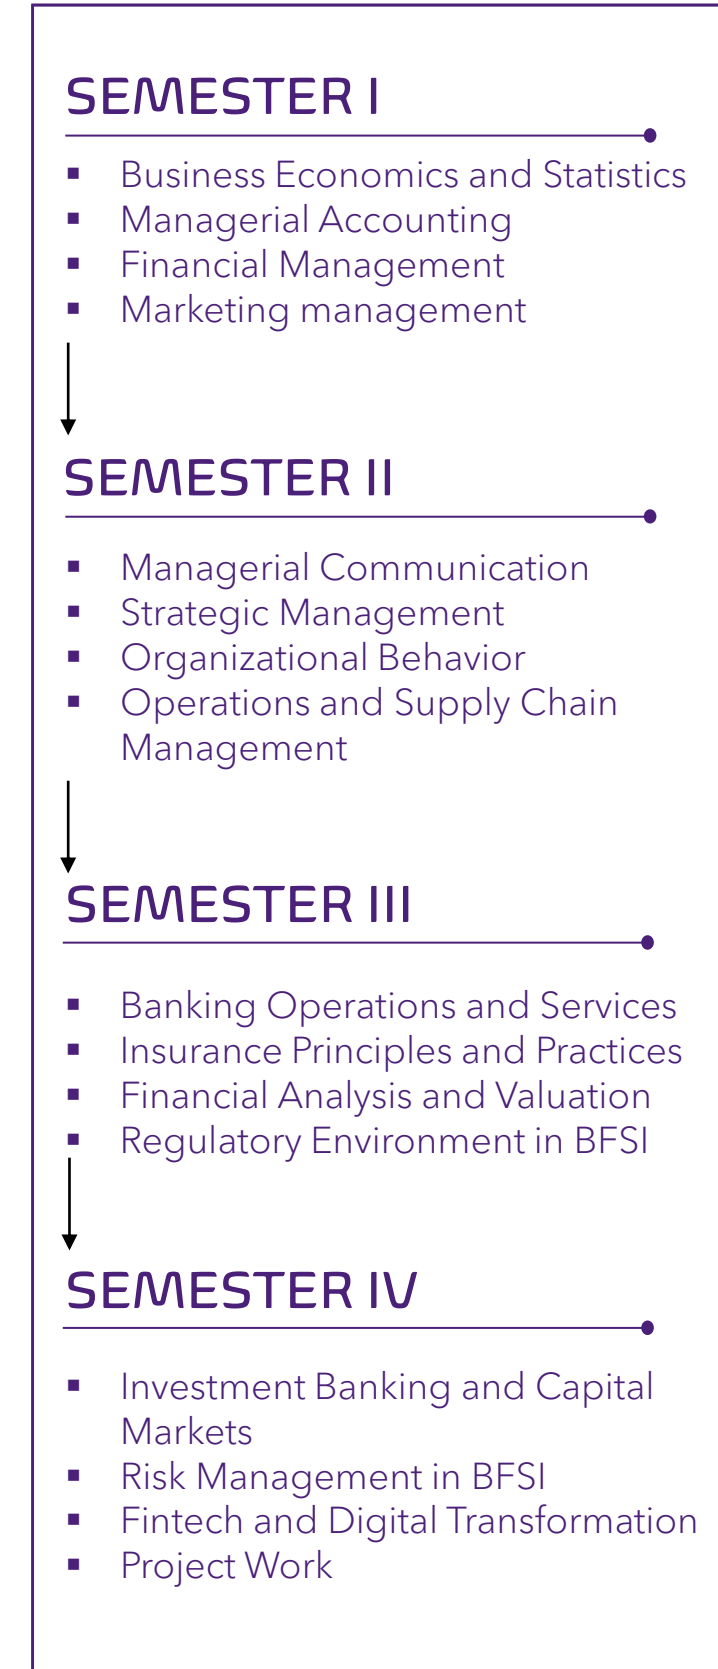 SEMESTER I
▪ Business Economics and Statistics
▪ Managerial Accounting
▪ Financial Management
▪ Marketing management
SEMESTER II
▪ Managerial Communication
▪ Strategic Management
▪ Organizational Behavior
▪ Operations and Supply Chain
Management
SEMESTER III
▪ Banking Operations and Services
▪ Insurance Principles and Practices
▪ Financial Analysis and Valuation
▪ Regulatory Environment in BFSI
SEMESTER IV
▪ Investment Banking and Capital
Markets
▪ Risk Management in BFSI
▪ Fintech and Digital Transformation
▪ Project Work